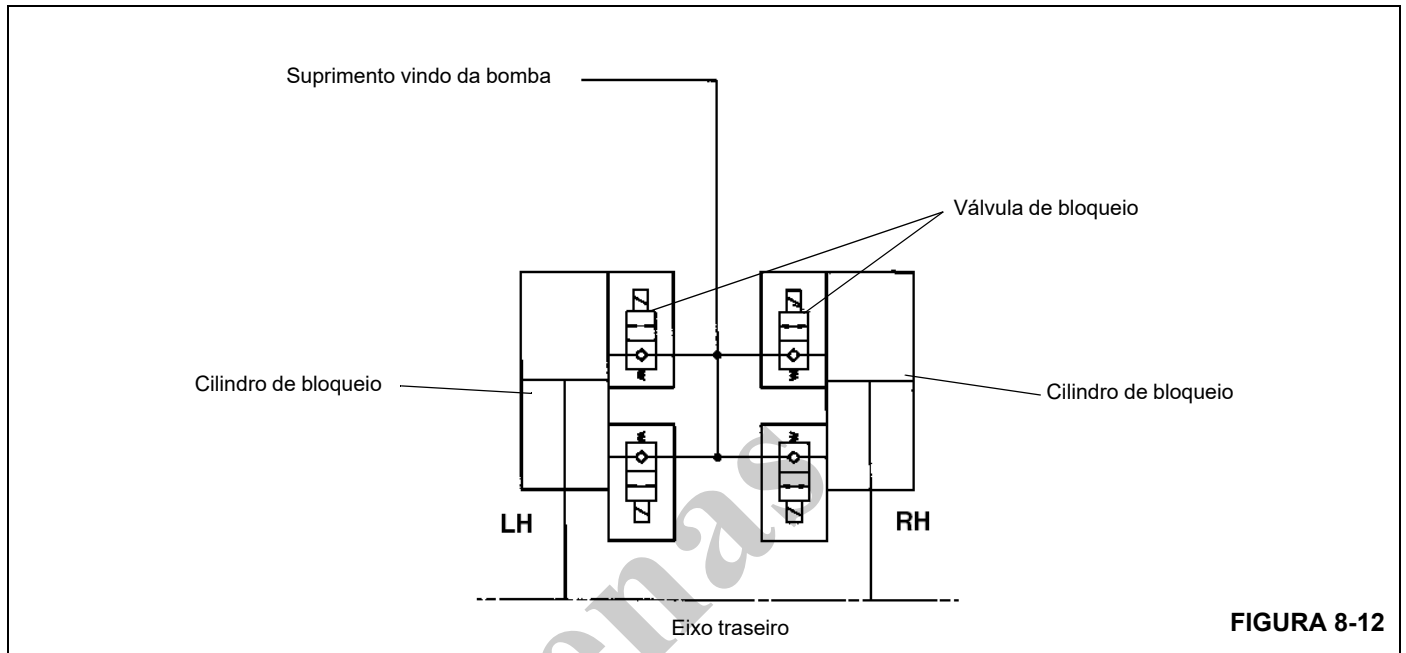 Suprimento vindo da bomba
Válvula de bloqueio
Cilindro de bloqueio
Cilindro de bloqueio
LH
RH
Eixo traseiro
FIGURA 8-12